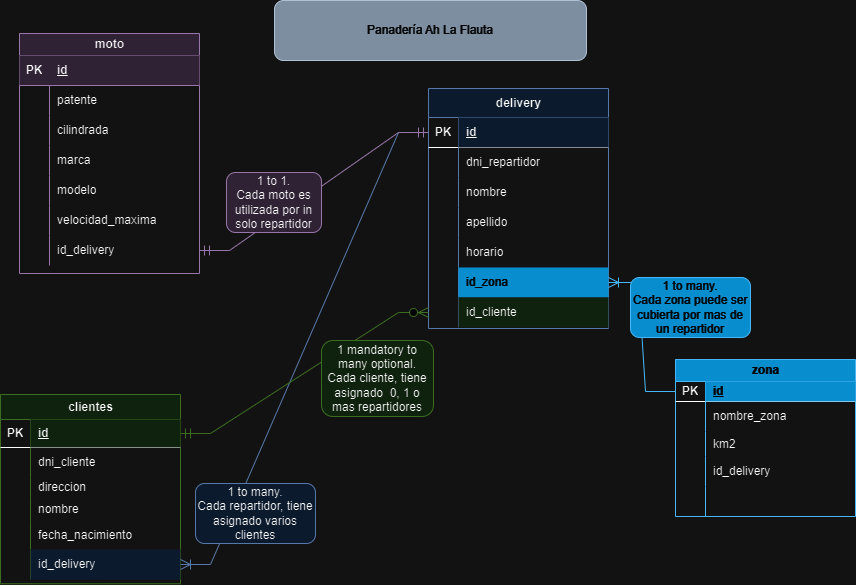 Panadería Ah La Flauta
moto
PK id
patente
cilindrada
marca
modelo
velocidad_maxima
id_delivery
1 to 1.
Cada moto es
utilizada por in
solo repartidor
delivery
PK id
dni_repartidor
nombre
apellido
horario
id_zona
id_cliente
1 to many.
Cada zona puede ser
cubierta por mas de
un repartidor
zona
PK id
nombre_zona
km2
id_delivery
1 mandatory to
many optional.
Cada cliente, tiene
asignado 0, 1 o
mas repartidores
clientes
PK id
dni_cliente
direccion
nombre
fecha_nacimiento
id_delivery
1 to many.
Cada repartidor, tiene
asignado varios
clientes